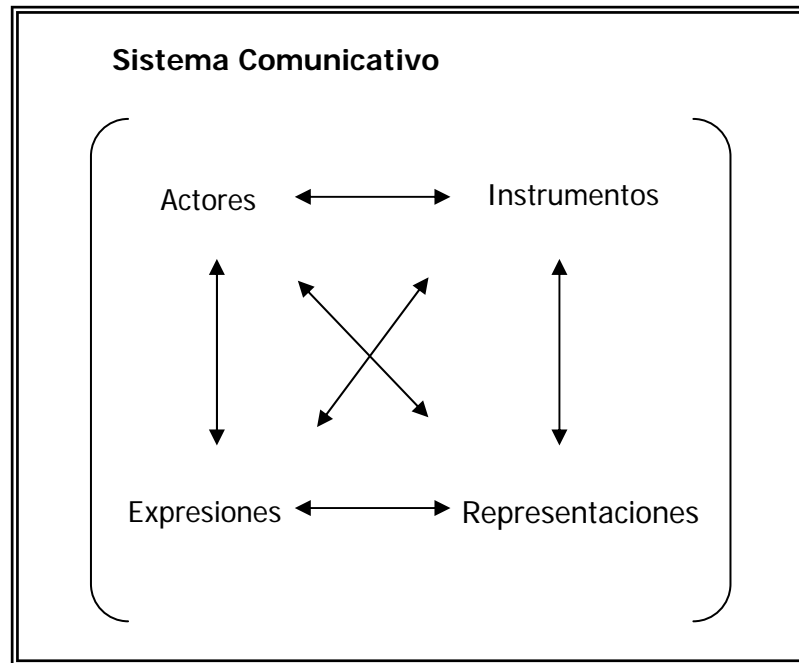 Sistema Comunicativo
Actores Instrumentos
Expresiones Representaciones